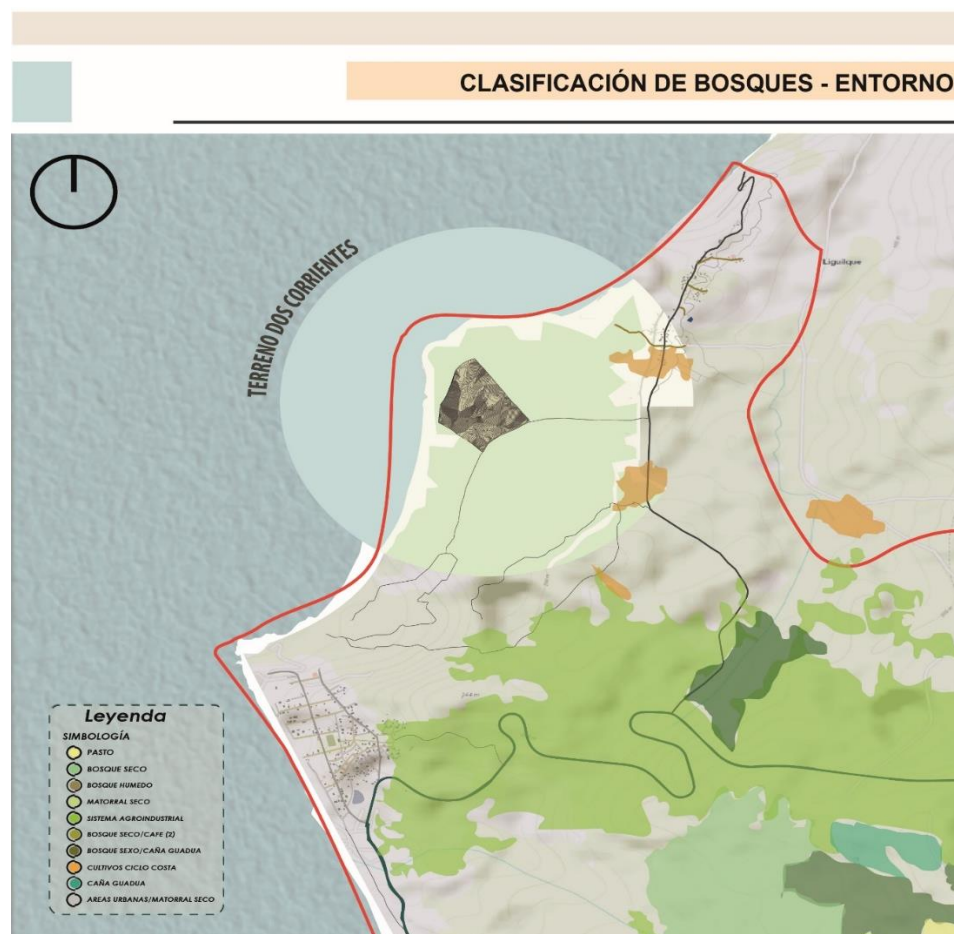 CLASIFICACIÓN DE BOSQUES - ENTORNO
TERRENO DOS CORRIENTES
Liguilque
Leyenda
SIMBOLOGÍA
PASTO
BOSQUE SECO
BOSQUE HUMEDO
MATORRAL SECO
SISTEMA AGROINDUSTRIAL
BOSQUE SECO/CAFE (2)
BOSQUE SEXO/CAÑA GUADUA
CULTIVOS CICLO COSTA
CAÑA GUADUA
AREAS URBANAS/MATORRAL SECO